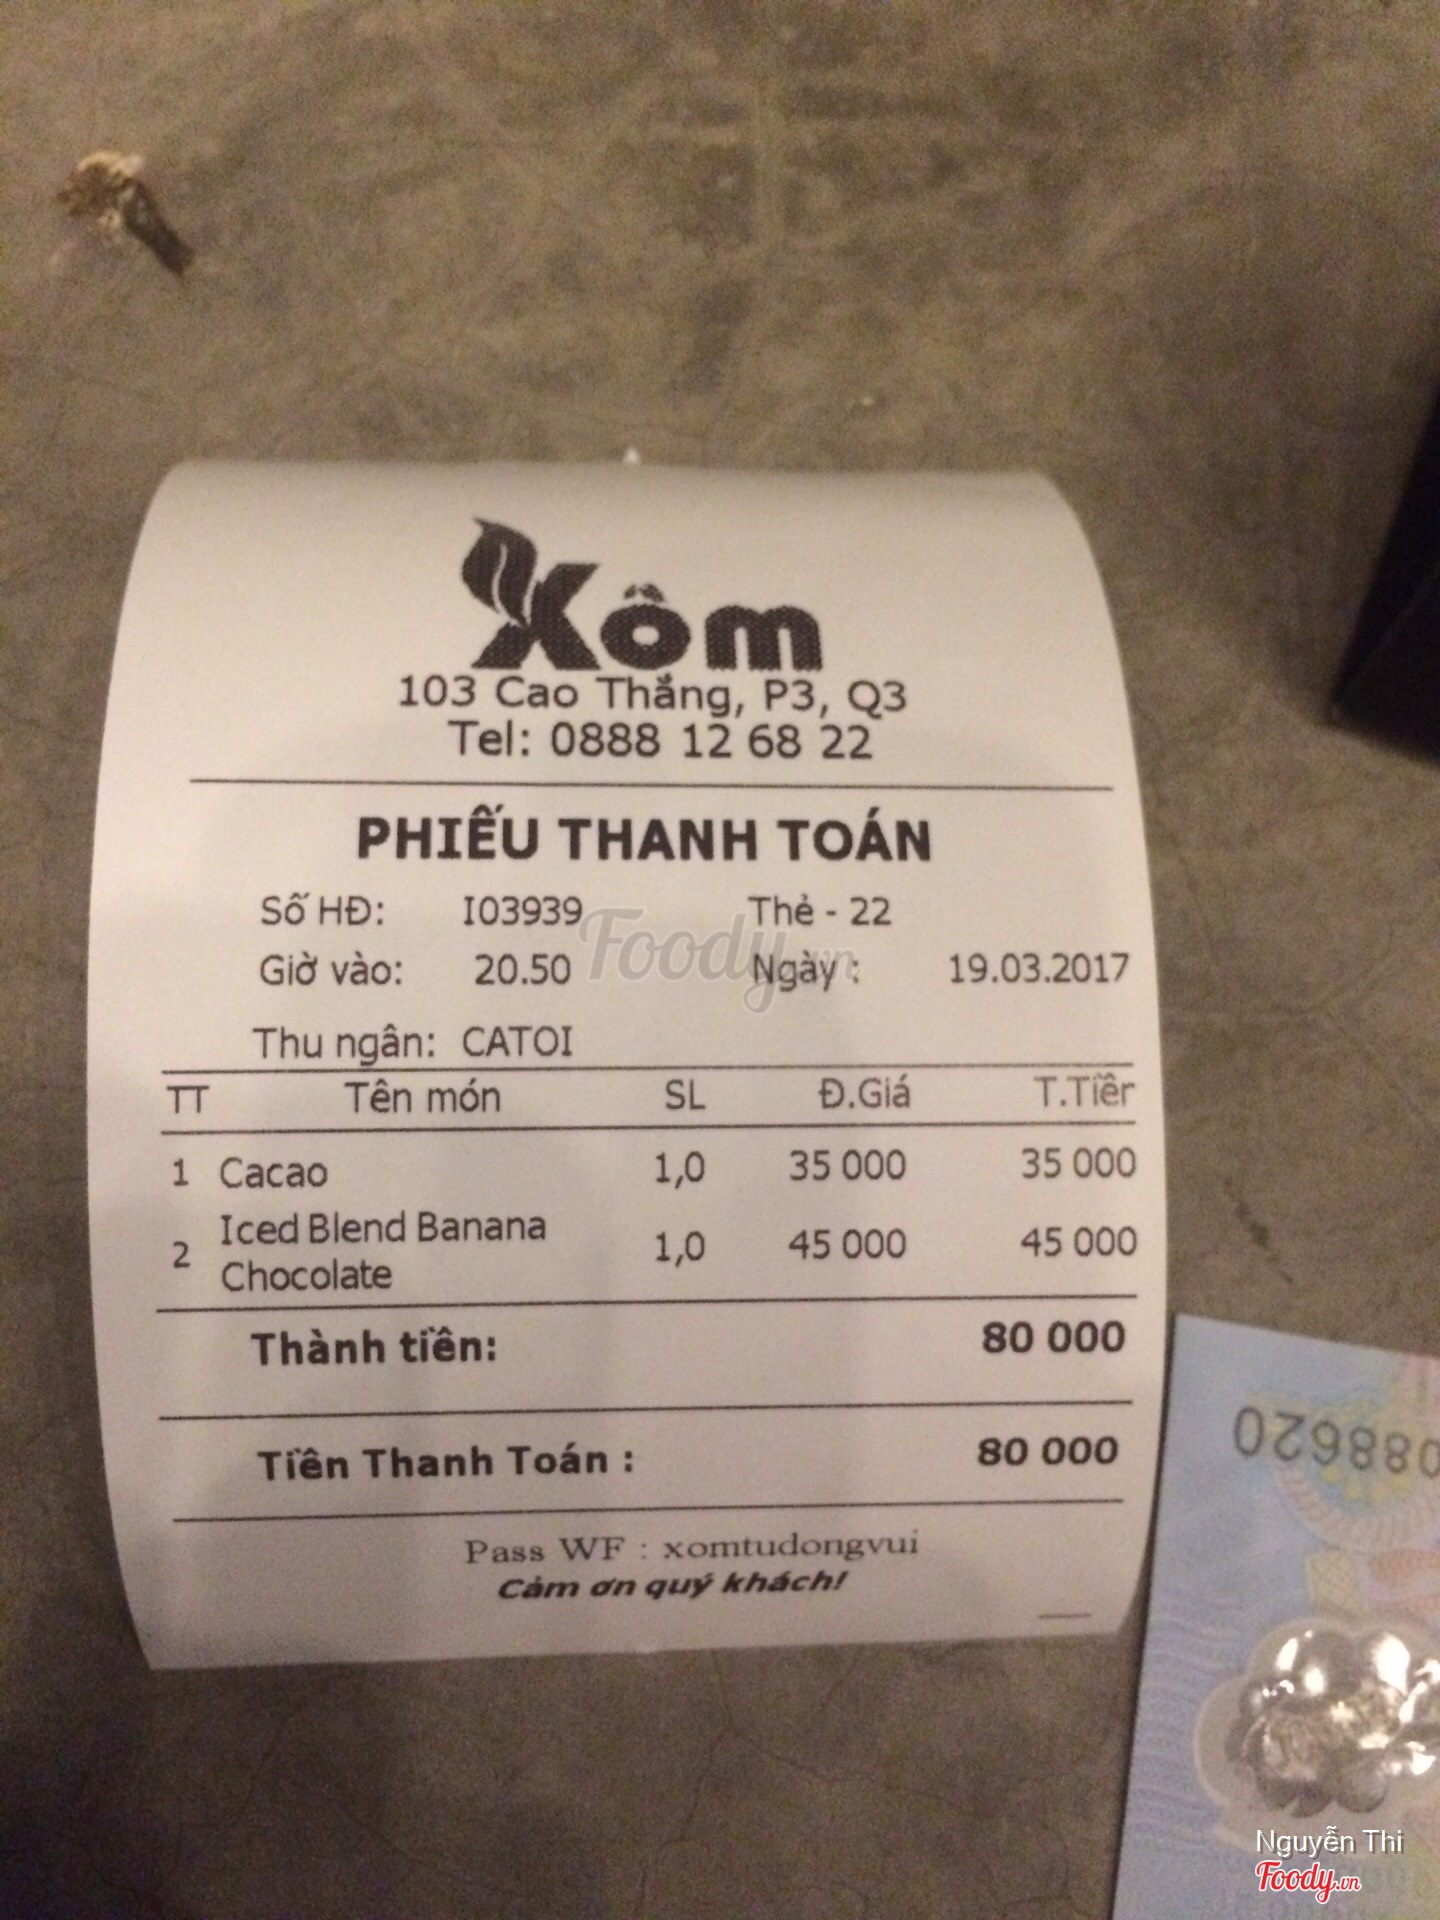 Xôm
103 Cao Thắng, P3, Q3
Tel: 0888 12 68 22
PHIẾU THANH TOÁN
Số HĐ: I03939 Thẻ - 22
Giờ vào: 20.50 Ngày : 19.03.2017
Thu ngân: CATOI
TT Tên món SL Đ.Giá T.Tiền
1 Cacao 1,0 35 000 35 000
2 Iced Blend Banana Chocolate 1,0 45 000 45 000
Thành tiền: 80 000
Tiền Thanh Toán : 80 000
Pass WF : xomtudongvui
Cảm ơn quý khách!
Foody.vn
088620
Nguyễn Thi
Foody.vn